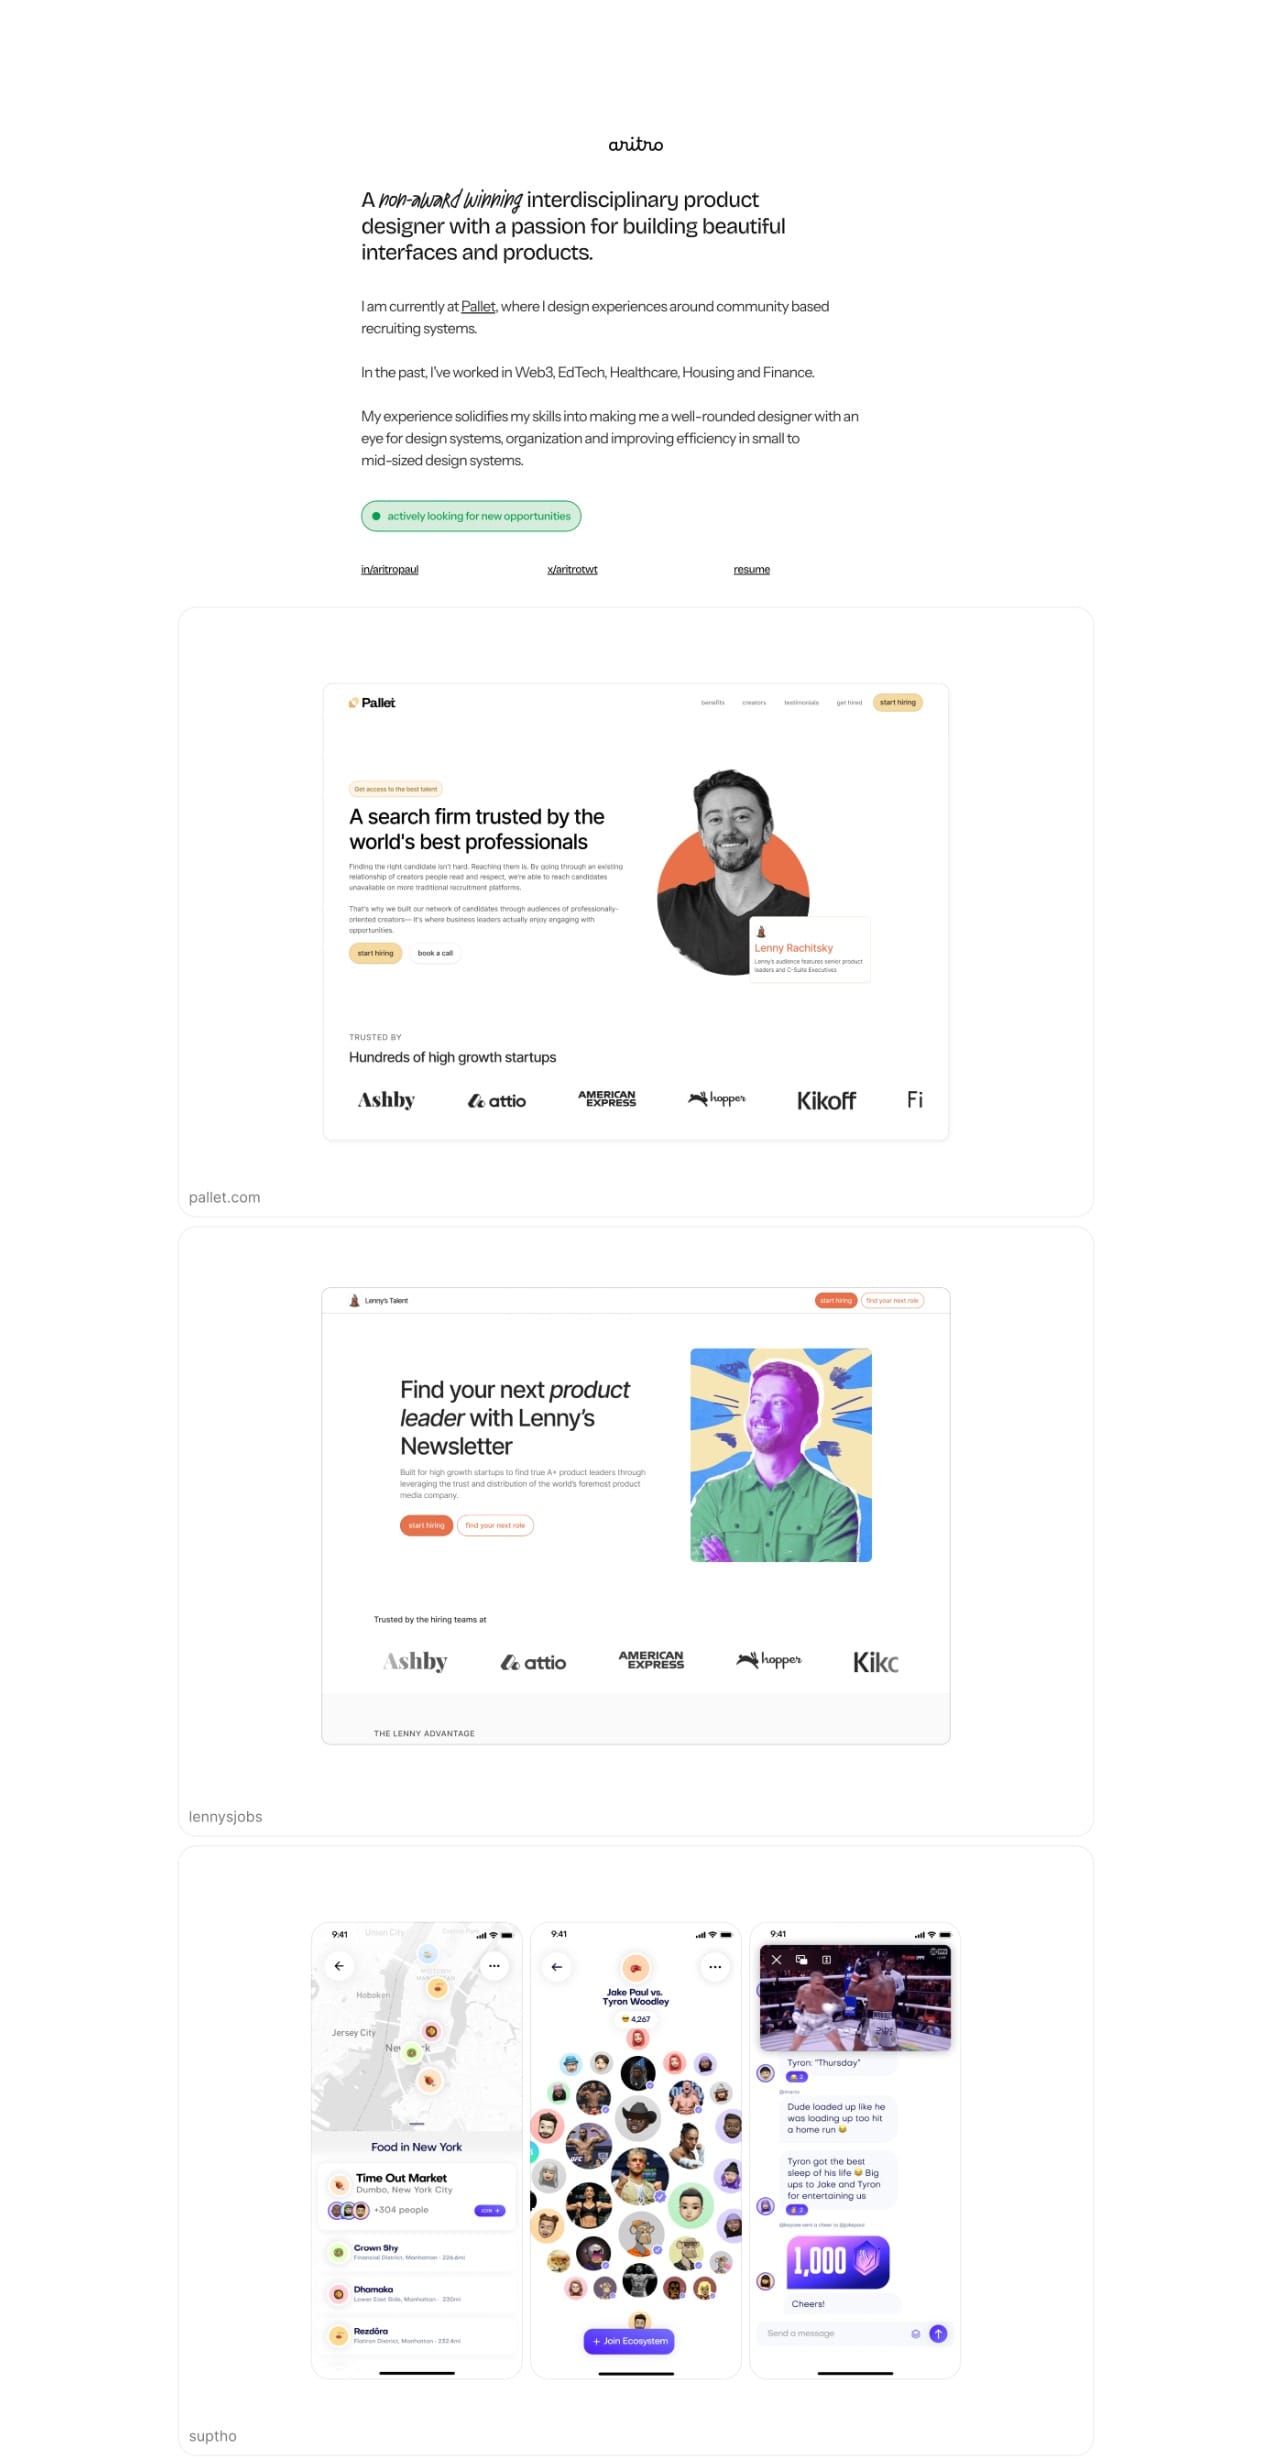 aritro
A non-award winning interdisciplinary product
designer with a passion for building beautiful
interfaces and products.
I am currently at Pallet, where I design experiences around community based
recruiting systems.
In the past, I've worked in Web3, EdTech, Healthcare, Housing and Finance.
My experience solidifies my skills into making me a well-rounded designer with an
eye for design systems, organization and improving efficiency in small to
mid-sized design systems.
actively looking for new opportunities
in/aritropaul
x/aritrotwt
resume
Pallet
benefits
creators
testimonials
get hired
start hiring
Get access to the best talent
A search firm trusted by the
world's best professionals
Finding the right candidate isn't hard. Reaching them is. By going through an existing
relationship of creators people read and respect, we're able to reach candidates
unavailable on more traditional recruitment platforms.
That's why we built our network of candidates through audiences of professionally-
oriented creators— it's where business leaders actually enjoy engaging with
opportunities.
start hiring
book a call
Lenny Rachitsky
Lenny's audience features senior product
leaders and C-Suite Executives
TRUSTED BY
Hundreds of high growth startups
Ashby
attio
AMERICAN
EXPRESS
hopper
Kikoff
Fi
pallet.com
Lenny's Talent
start hiring
find your next role
Find your next product
leader with Lenny's
Newsletter
Built for high growth startups to find true A+ product leaders through
leveraging the trust and distribution of the world's foremost product
media company.
start hiring
find your next role
Trusted by the hiring teams at
Ashby
attio
AMERICAN
EXPRESS
hopper
Kikc
THE LENNY ADVANTAGE
lennysjobs
9:41
Union City
Hoboken
Jersey City
Food in New York
Time Out Market
Dumbo, New York City
+304 people
JOIN +
Crown Shy
Financial District, Manhattan · 226.6mi
Dhamaka
Lower East Side, Manhattan · 230mi
Rezdôra
Flatiron District, Manhattan · 232.4mi
9:41
Jake Paul vs.
Tyron Woodley
4,267
+ Join Ecosystem
9:41
Tyron: "Thursday"
2
Dude loaded up like he
was loading up too hit
a home run 😂
Tyron got the best
sleep of his life 😂 Big
ups to Jake and Tyron
for entertaining us
2
1,000
Cheers!
Send a message
suptho